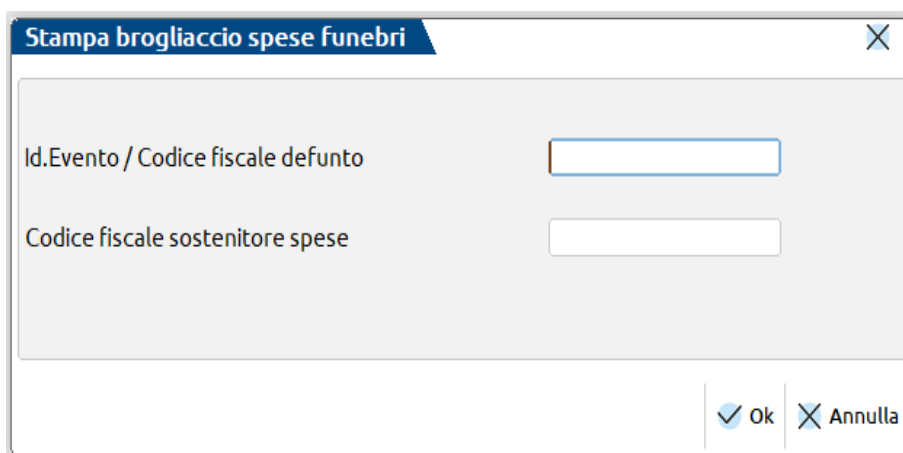 Stampa brogliaccio spese funebri
Id.Evento / Codice fiscale defunto
Codice fiscale sostenitore spese
Ok Annulla